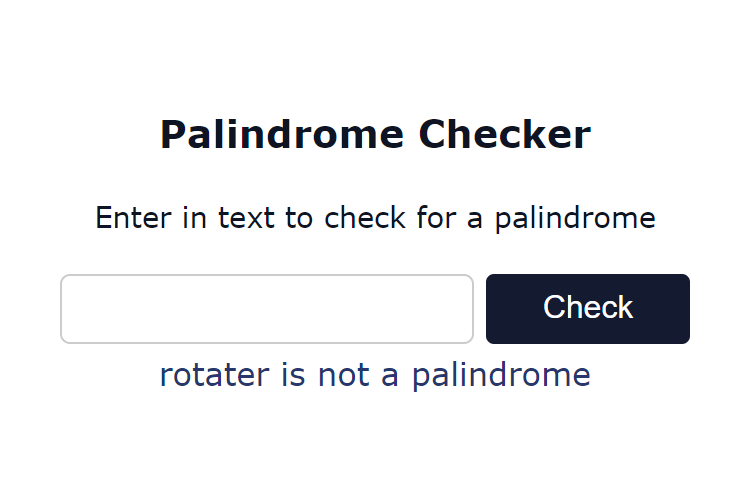 Palindrome Checker
Enter in text to check for a palindrome
Check
rotater is not a palindrome